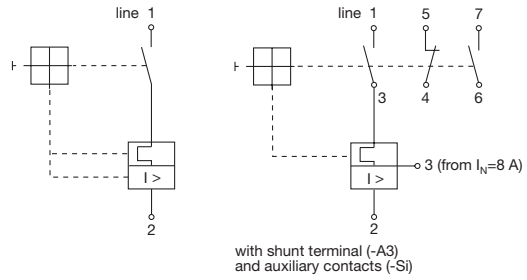 line 1
I >
2
line 1
5
7
3
4
6
3 (from I_N=8 A)
I >
2
with shunt terminal (-A3)
and auxiliary contacts (-Si)